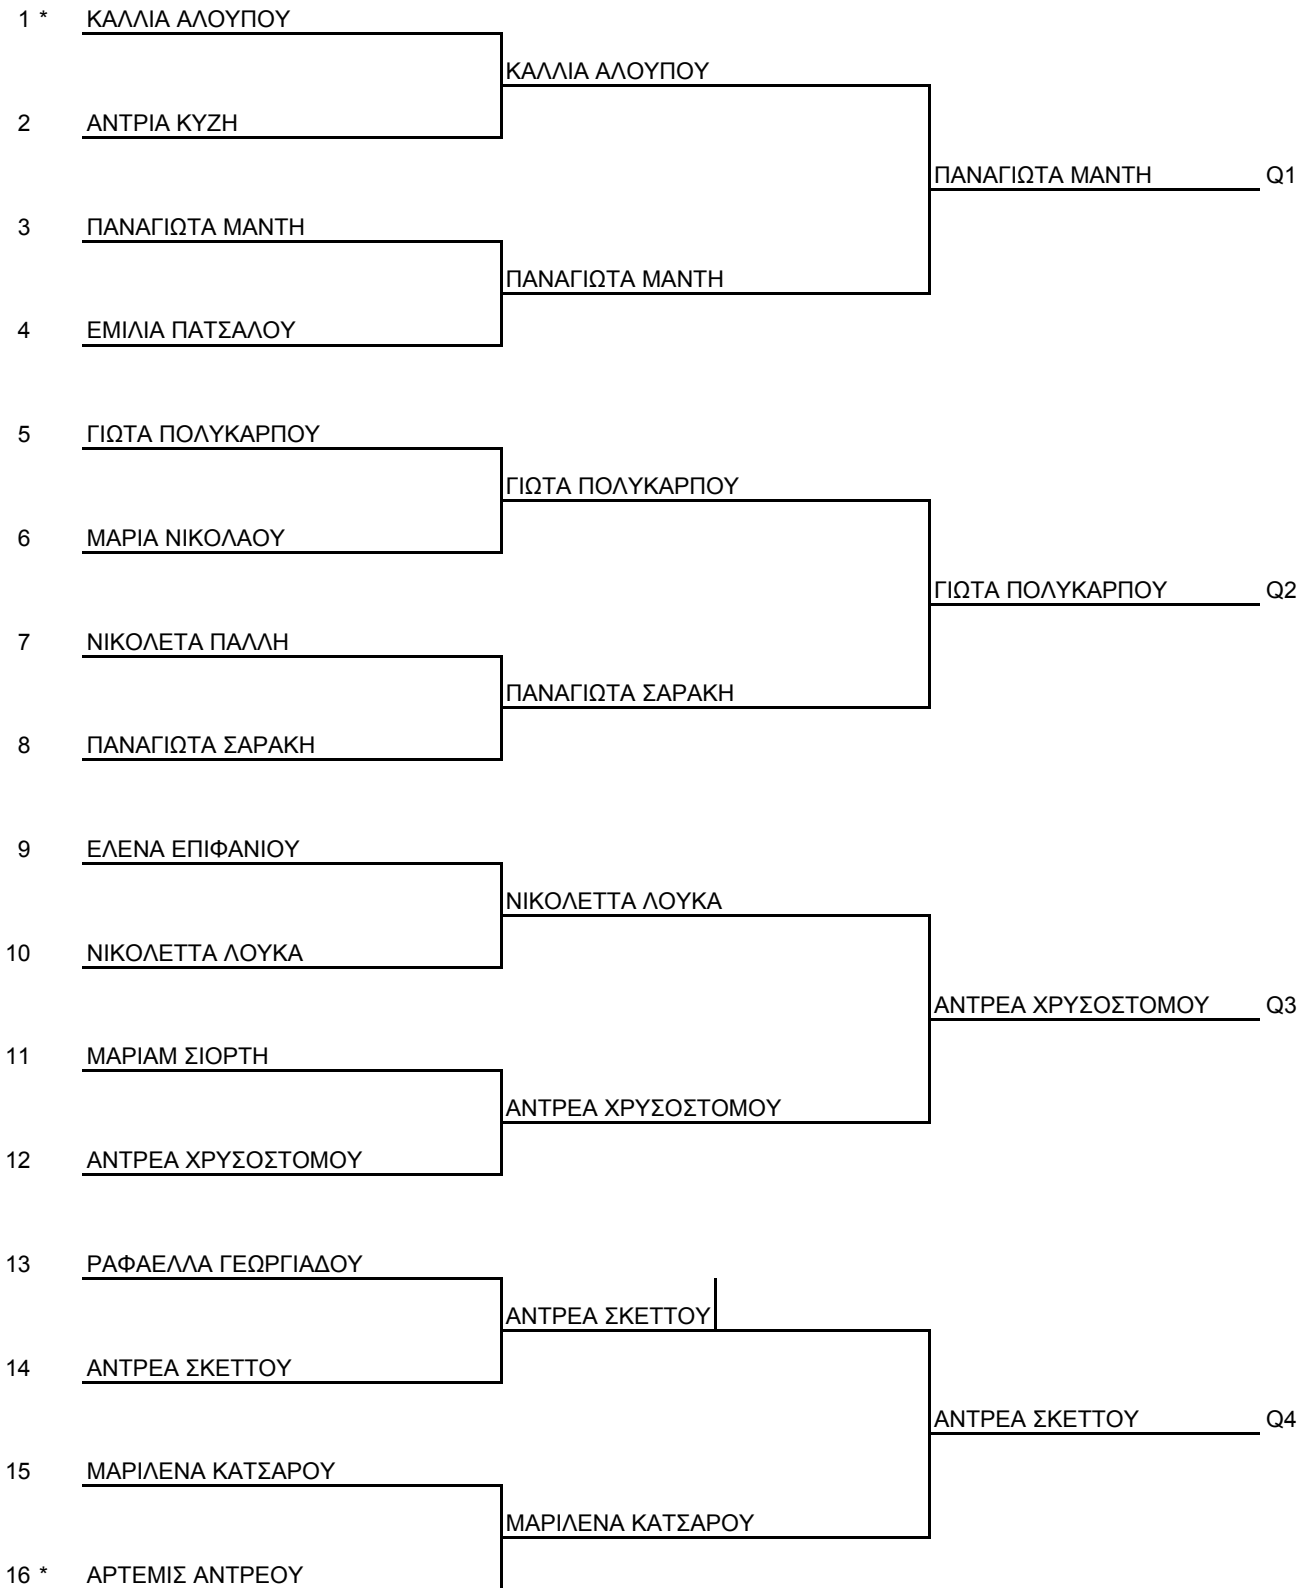 1 * ΚΑΛΛΙΑ ΑΛΟΥΠΟΥ
ΚΑΛΛΙΑ ΑΛΟΥΠΟΥ
2 ΑΝΤΡΙΑ ΚΥΖΗ
ΠΑΝΑΓΙΩΤΑ ΜΑΝΤΗ Q1
3 ΠΑΝΑΓΙΩΤΑ ΜΑΝΤΗ
ΠΑΝΑΓΙΩΤΑ ΜΑΝΤΗ
4 ΕΜΙΛΙΑ ΠΑΤΣΑΛΟΥ
5 ΓΙΩΤΑ ΠΟΛΥΚΑΡΠΟΥ
ΓΙΩΤΑ ΠΟΛΥΚΑΡΠΟΥ
6 ΜΑΡΙΑ ΝΙΚΟΛΑΟΥ
ΓΙΩΤΑ ΠΟΛΥΚΑΡΠΟΥ Q2
7 ΝΙΚΟΛΕΤΑ ΠΑΛΛΗ
ΠΑΝΑΓΙΩΤΑ ΣΑΡΑΚΗ
8 ΠΑΝΑΓΙΩΤΑ ΣΑΡΑΚΗ
9 ΕΛΕΝΑ ΕΠΙΦΑΝΙΟΥ
ΝΙΚΟΛΕΤΤΑ ΛΟΥΚΑ
10 ΝΙΚΟΛΕΤΤΑ ΛΟΥΚΑ
ΑΝΤΡΕΑ ΧΡΥΣΟΣΤΟΜΟΥ Q3
11 ΜΑΡΙΑΜ ΣΙΟΡΤΗ
ΑΝΤΡΕΑ ΧΡΥΣΟΣΤΟΜΟΥ
12 ΑΝΤΡΕΑ ΧΡΥΣΟΣΤΟΜΟΥ
13 ΡΑΦΑΕΛΛΑ ΓΕΩΡΓΙΑΔΟΥ
ΑΝΤΡΕΑ ΣΚΕΤΤΟΥ
14 ΑΝΤΡΕΑ ΣΚΕΤΤΟΥ
ΑΝΤΡΕΑ ΣΚΕΤΤΟΥ Q4
15 ΜΑΡΙΛΕΝΑ ΚΑΤΣΑΡΟΥ
ΜΑΡΙΛΕΝΑ ΚΑΤΣΑΡΟΥ
16 * ΑΡΤΕΜΙΣ ΑΝΤΡΕΟΥ